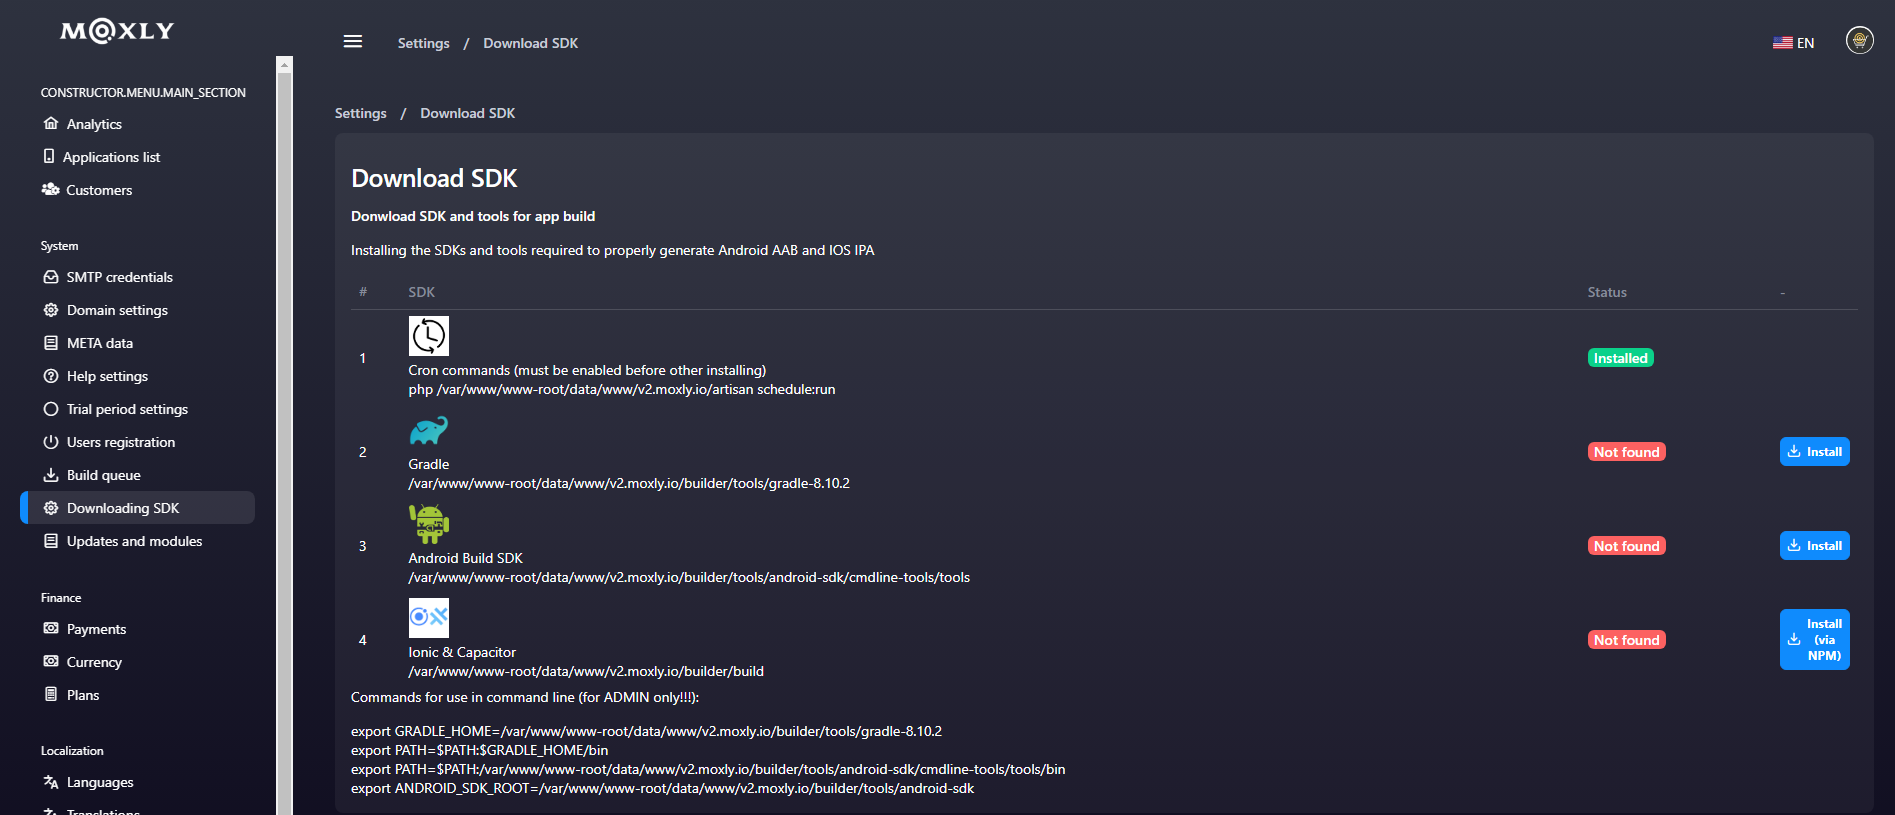 MOXLY
Settings / Download SDK
EN
CONSTRUCTOR.MENU.MAIN_SECTION
Analytics
Applications list
Customers
System
SMTP credentials
Domain settings
META data
Help settings
Trial period settings
Users registration
Build queue
Downloading SDK
Updates and modules
Finance
Payments
Currency
Plans
Localization
Languages
Translations
Settings / Download SDK
Download SDK
Donwload SDK and tools for app build
Installing the SDKs and tools required to properly generate Android AAB and IOS IPA
# SDK Status -
1
Cron commands (must be enabled before other installing)
php /var/www/www-root/data/www/v2.moxly.io/artisan schedule:run
Installed
2
Gradle
/var/www/www-root/data/www/v2.moxly.io/builder/tools/gradle-8.10.2
Not found
Install
3
Android Build SDK
/var/www/www-root/data/www/v2.moxly.io/builder/tools/android-sdk/cmdline-tools/tools
Not found
Install
4
Ionic & Capacitor
/var/www/www-root/data/www/v2.moxly.io/builder/build
Not found
Install
(via
NPM)
Commands for use in command line (for ADMIN only!!!):
export GRADLE_HOME=/var/www/www-root/data/www/v2.moxly.io/builder/tools/gradle-8.10.2
export PATH=$PATH:$GRADLE_HOME/bin
export PATH=$PATH:/var/www/www-root/data/www/v2.moxly.io/builder/tools/android-sdk/cmdline-tools/tools/bin
export ANDROID_SDK_ROOT=/var/www/www-root/data/www/v2.moxly.io/builder/tools/android-sdk